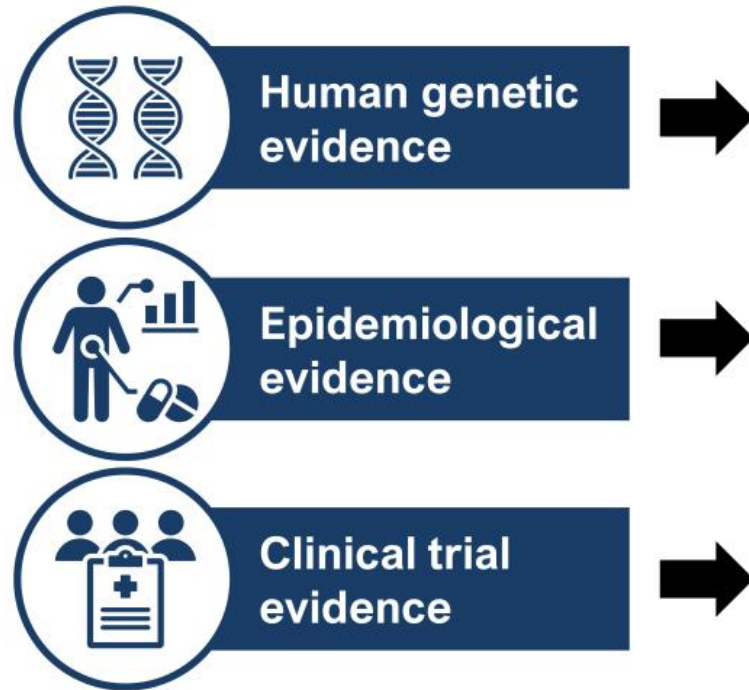 Human genetic
evidence
Epidemiological
evidence
Clinical trial
evidence